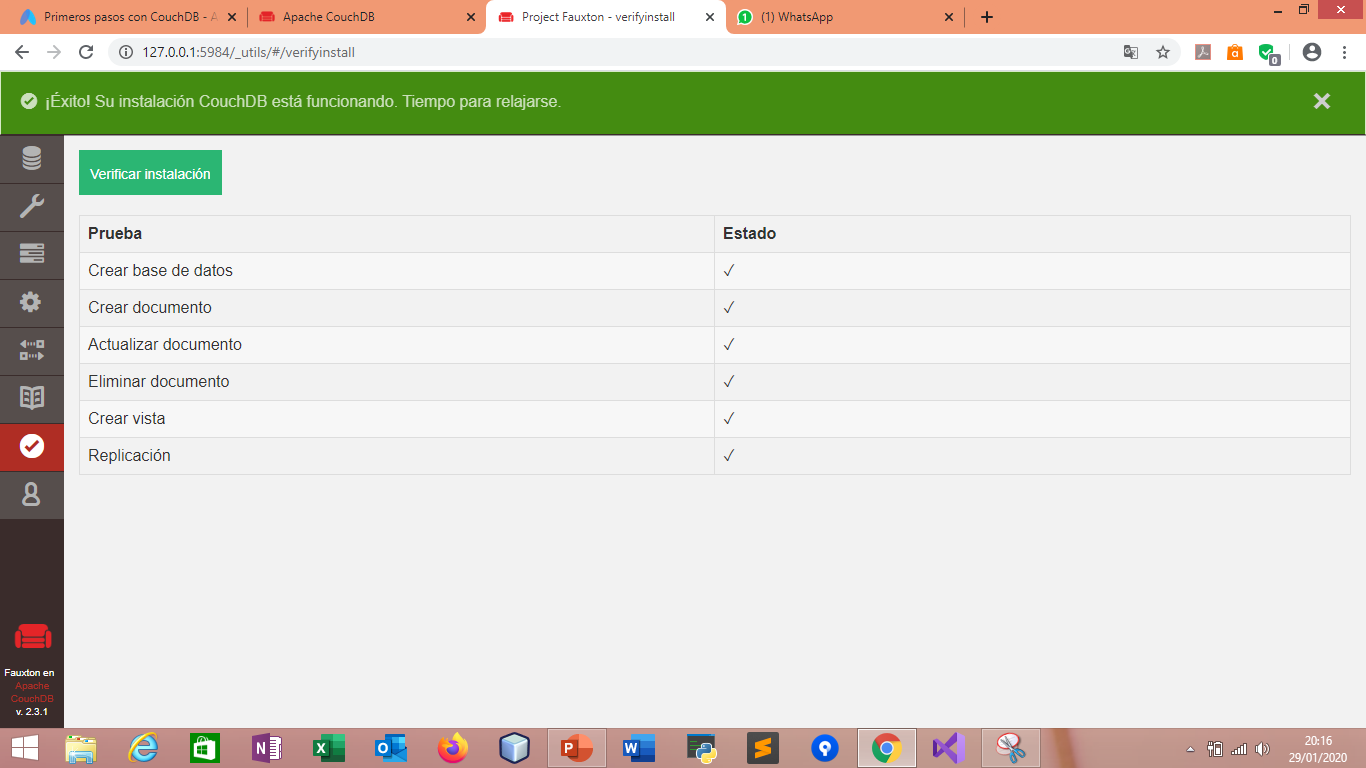 Primeros pasos con CouchDB - A
Apache CouchDB
Project Fauxton - verifyinstall
(1) WhatsApp
127.0.0.1:5984/_utils/#/verifyinstall
0
¡Éxito! Su instalación CouchDB está funcionando. Tiempo para relajarse.
Verificar instalación
Prueba Estado
Crear base de datos ✓
Crear documento ✓
Actualizar documento ✓
Eliminar documento ✓
Crear vista ✓
Replicación ✓
Fauxton en
Apache
CouchDB
v. 2.3.1
20:16
29/01/2020